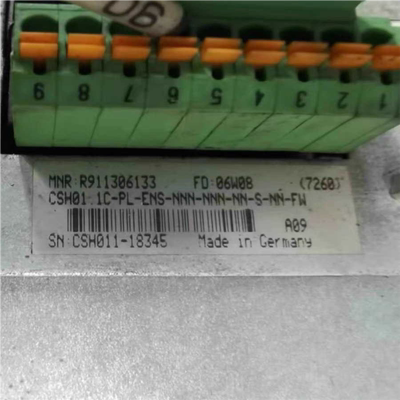 90
9 8 7 6 5 4 3 2 1
MNR:R911306133 FD:06W08 (7260)
CSH01.1C-PL-ENS-NNN-NNN-NN-S-NN-FW
A09
SN:CSH011-18345 Made in Germany